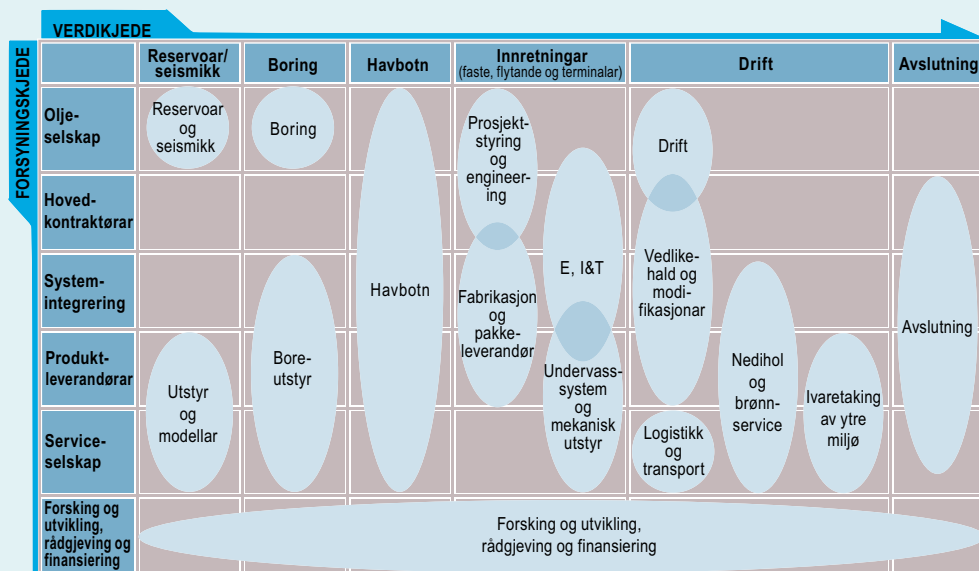 VERDIKJEDE
FORSYNINGSKJEDE
Reservoar/
seismikk
Boring
Havbotn
Innretningar
(faste, flytande og terminalar)
Drift
Avslutning
Olje-
selskap
Reservoar
og
seismikk
Boring
Prosjekt-
styring
og
engineer-
ing
Drift
Hoved-
kontraktørar
System-
integrering
Havbotn
Fabrikasjon
og
pakke-
leverandør
E, I&T
Vedlike-
hald og
modi-
fikasjonar
Avslutning
Produkt-
leverandørar
Utstyr
og
modellar
Bore-
utstyr
Undervass-
system
og
mekanisk
utstyr
Nedihol
og
brønn-
service
Ivaretaking
av ytre
miljø
Service-
selskap
Logistikk
og
transport
Forsking og
utvikling,
rådgjeving og
finansiering
Forsking og utvikling,
rådgjeving og finansiering